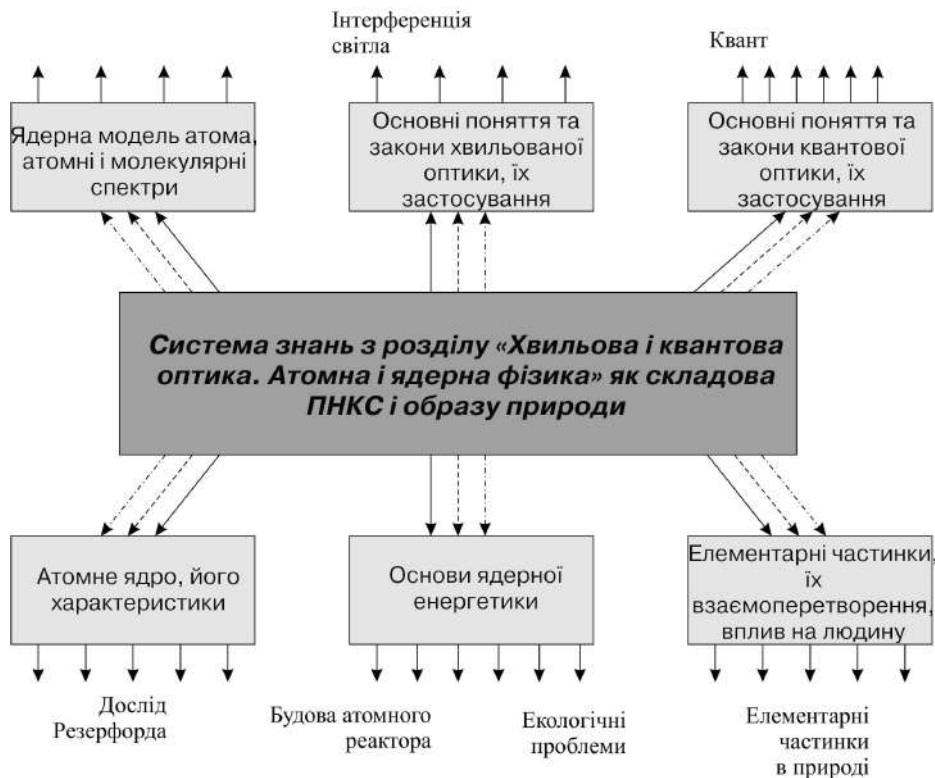 Інтерференція
світла
Квант
Ядерна модель атома,
атомні і молекулярні
спектри
Основні поняття та
закони хвильованої
оптики, їх
застосування
Основні поняття та
закони квантової
оптики, їх
застосування
Система знань з розділу «Хвильова і квантова
оптика. Атомна і ядерна фізика» як складова
ПНКС і образу природи
Атомне ядро, його
характеристики
Основи ядерної
енергетики
Елементарні частинки,
їх
взаємоперетворення,
вплив на людину
Дослід
Резерфорда
Будова атомного
реактора
Екологічні
проблеми
Елементарні
частинки
в природі